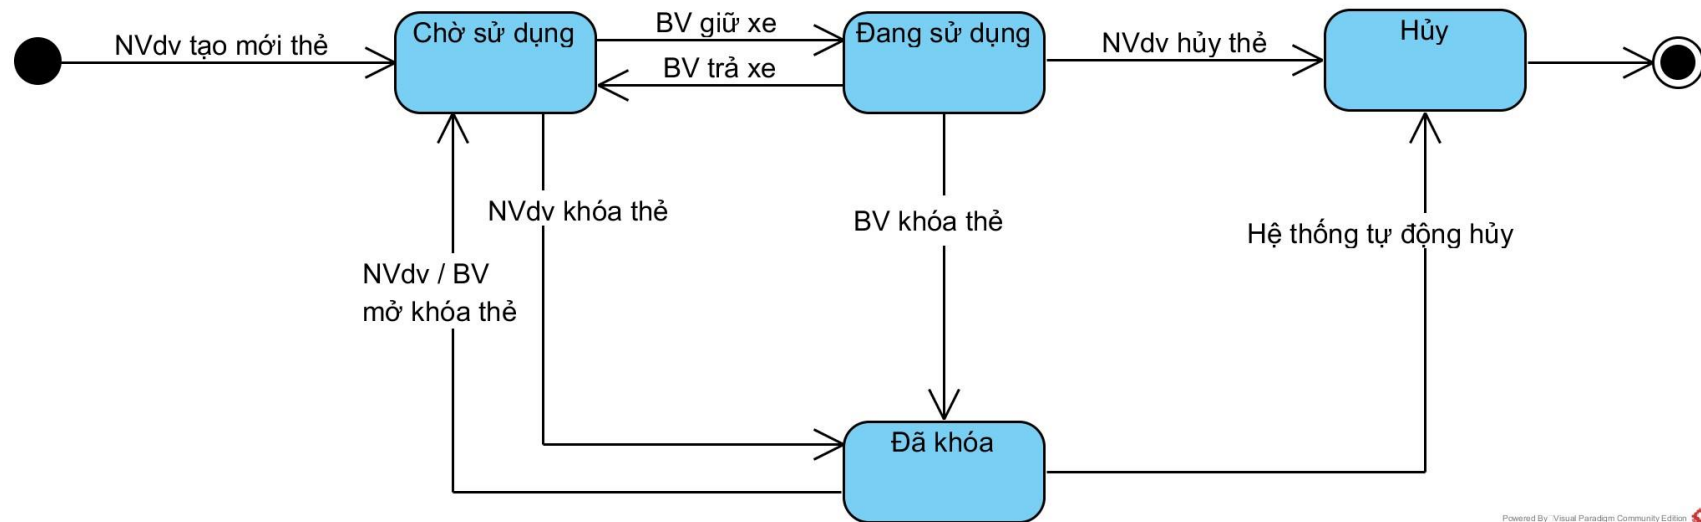 NVdv tạo mới thẻ
Chờ sử dụng
BV giữ xe
BV trả xe
Đang sử dụng
NVdv hủy thẻ
Hủy
NVdv khóa thẻ
BV khóa thẻ
Hệ thống tự động hủy
NVdv / BV
mở khóa thẻ
Đã khóa
Powered By Visual Paradigm Community Edition